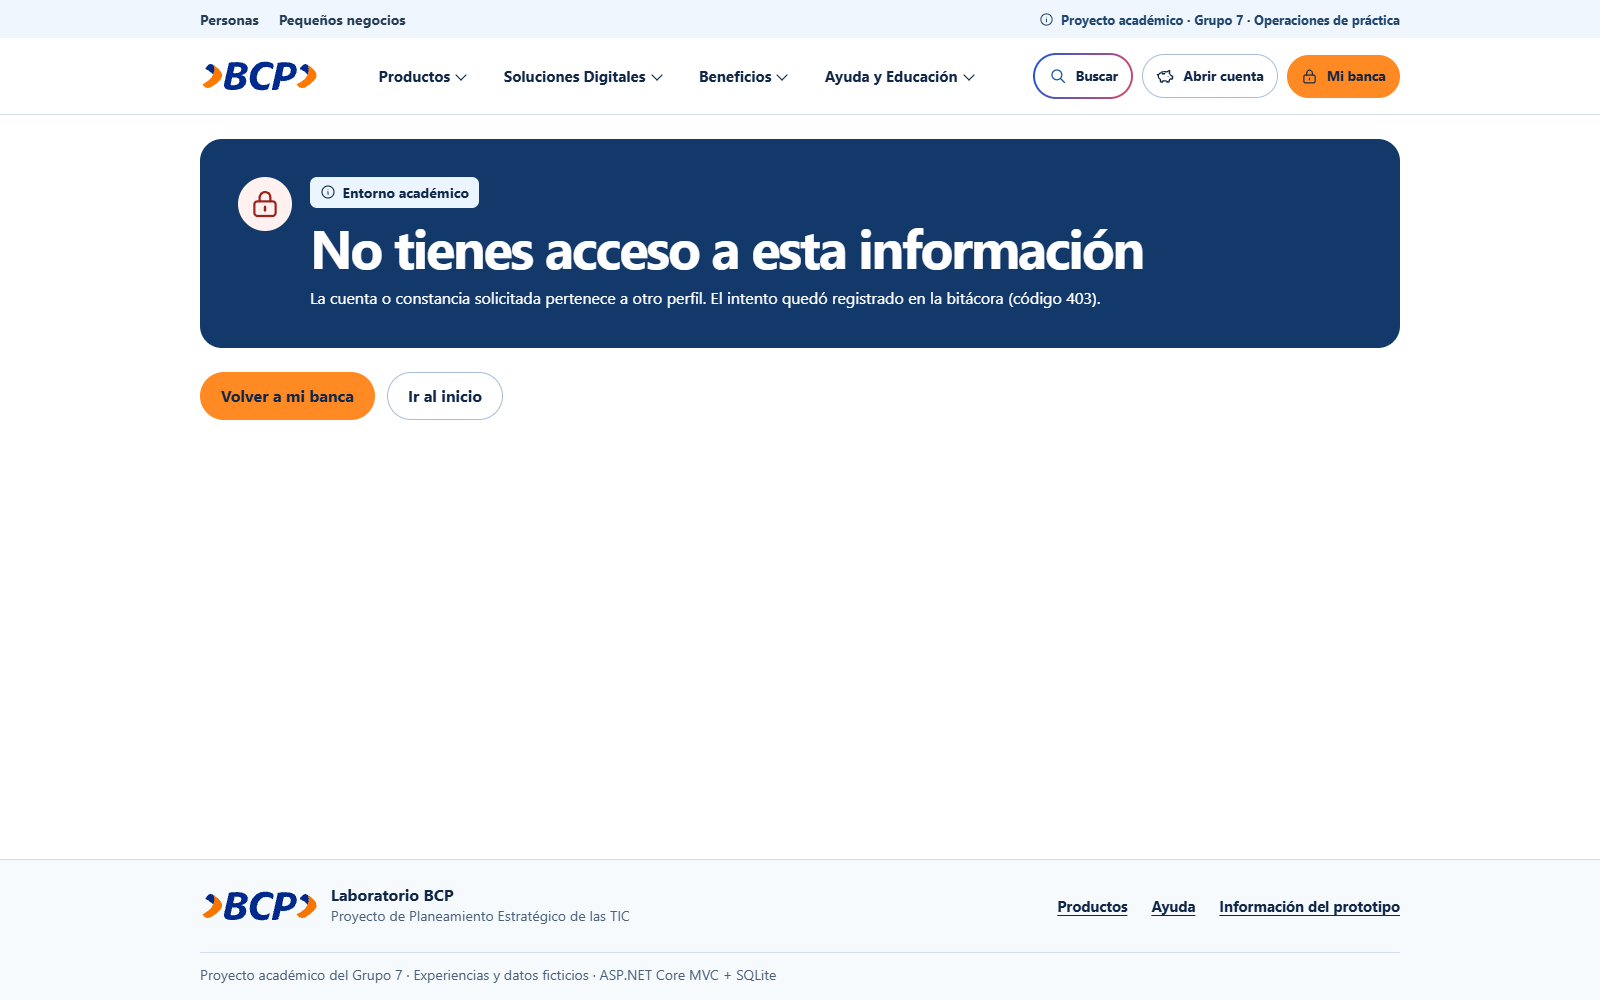 Personas Pequeños negocios
Proyecto académico · Grupo 7 · Operaciones de práctica
BCP
Productos Soluciones Digitales Beneficios Ayuda y Educación
Buscar Abrir cuenta Mi banca
Entorno académico
No tienes acceso a esta información
La cuenta o constancia solicitada pertenece a otro perfil. El intento quedó registrado en la bitácora (código 403).
Volver a mi banca Ir al inicio
BCP
Laboratorio BCP
Proyecto de Planeamiento Estratégico de las TIC
Productos Ayuda Información del prototipo
Proyecto académico del Grupo 7 · Experiencias y datos ficticios · ASP.NET Core MVC + SQLite